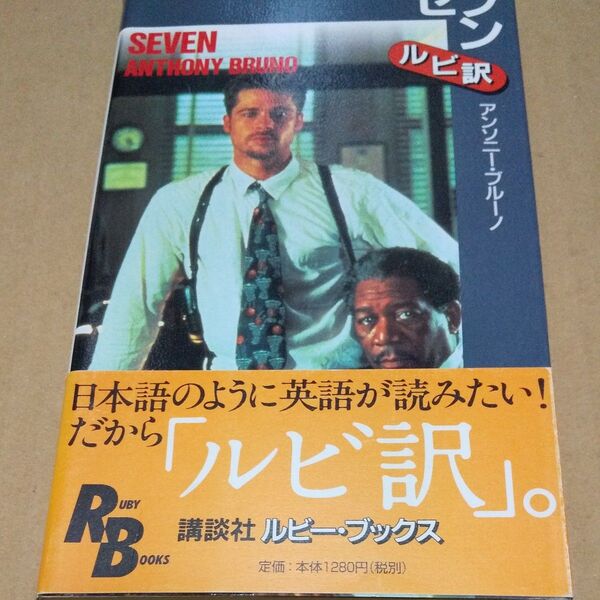 SEVEN
ANTHONY BRUNO
セブン
ルビ訳
アンソニー・ブルーノ
日本語のように英語が読みたい!
だから「ルビ訳」。
RUBY
BOOKS
講談社 ルビー・ブックス
定価:本体1280円(税別)